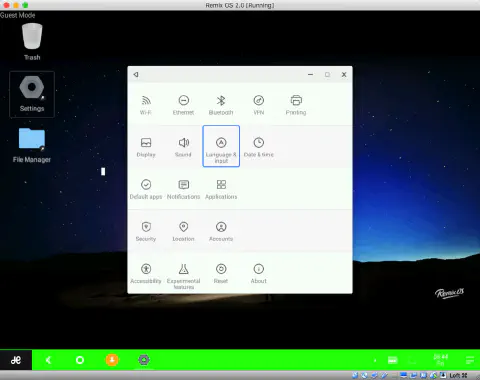 Remix OS 2.0 [Running]
Guest Mode
Trash
Settings
File Manager
Wi-Fi
Ethernet
Bluetooth
VPN
Printing
Display
Sound
Language &
input
Date & time
Default apps
Notifications
Applications
Security
Location
Accounts
Accessibility
Experimental
features
Reset
About
Remix OS
Left ⌘